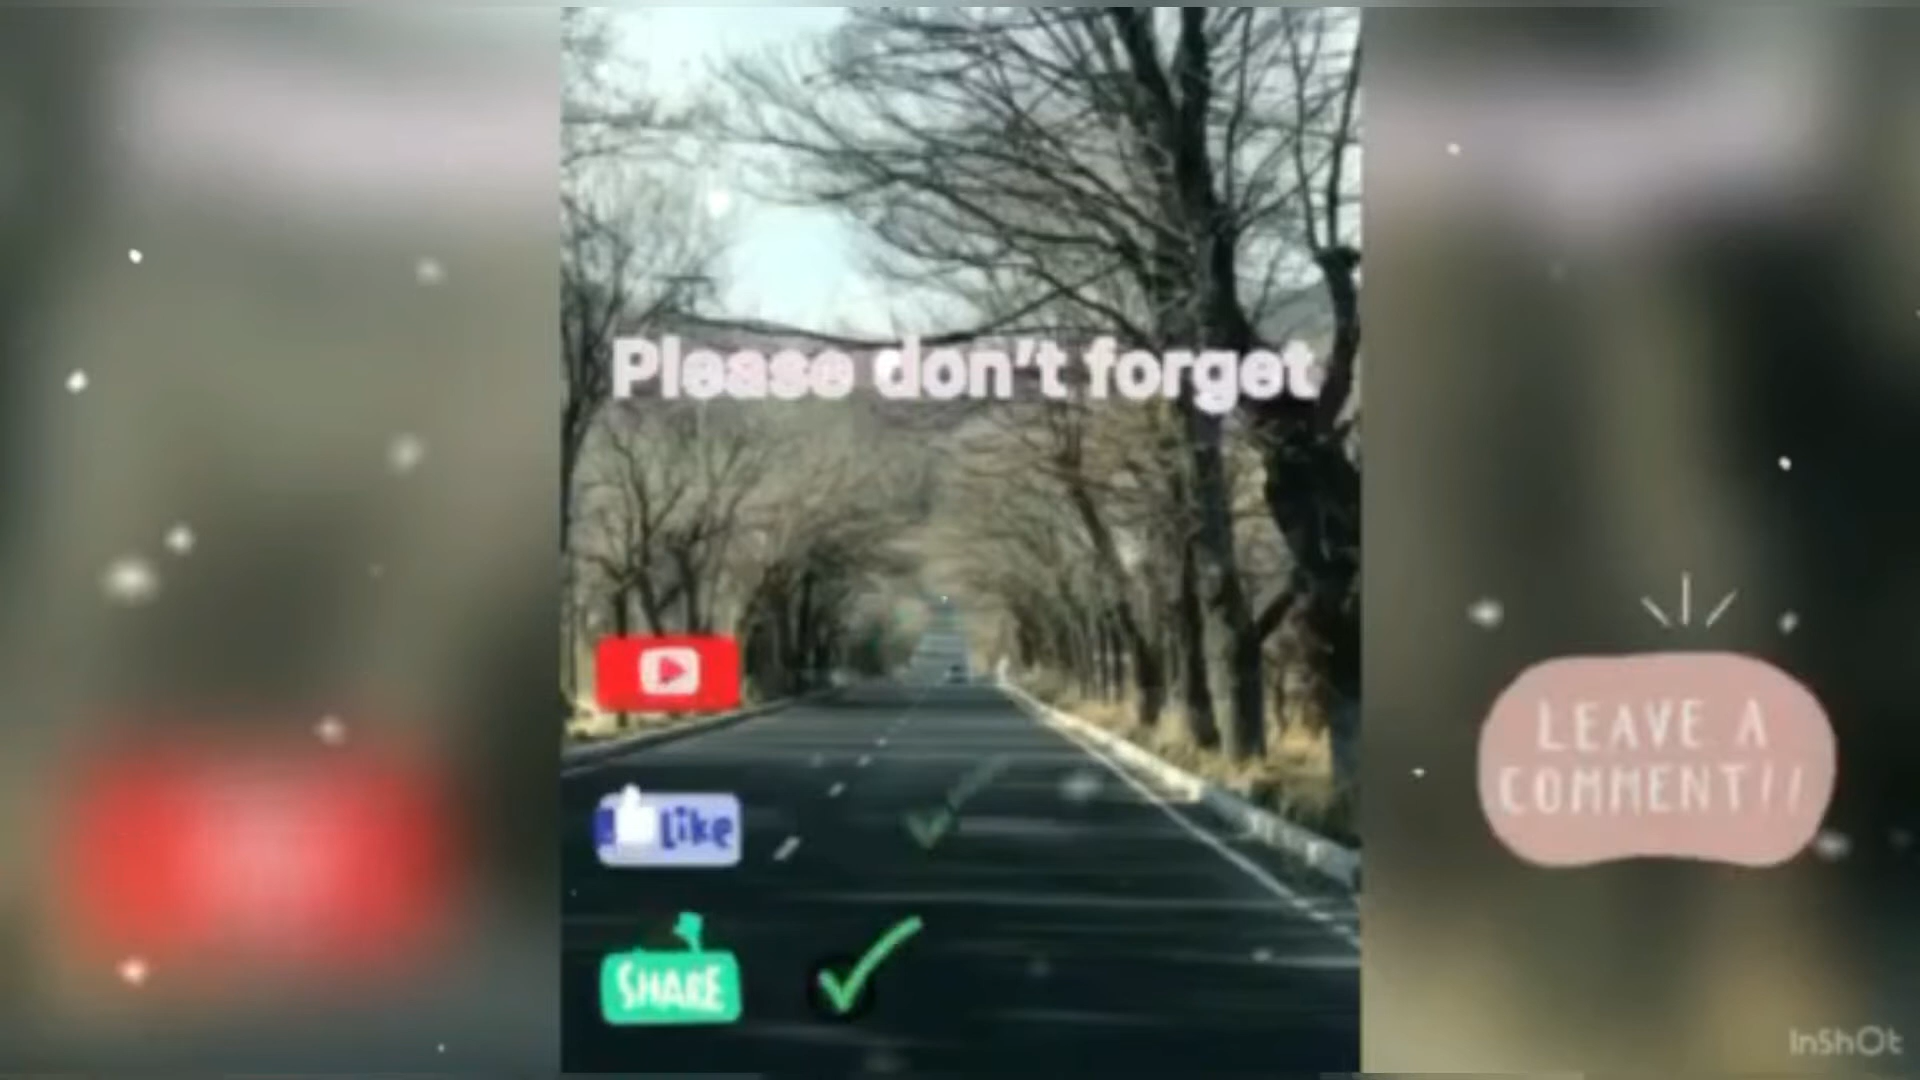 Please don't forget
Like
SHARE
LEAVE A
COMMENT!!
InShOt